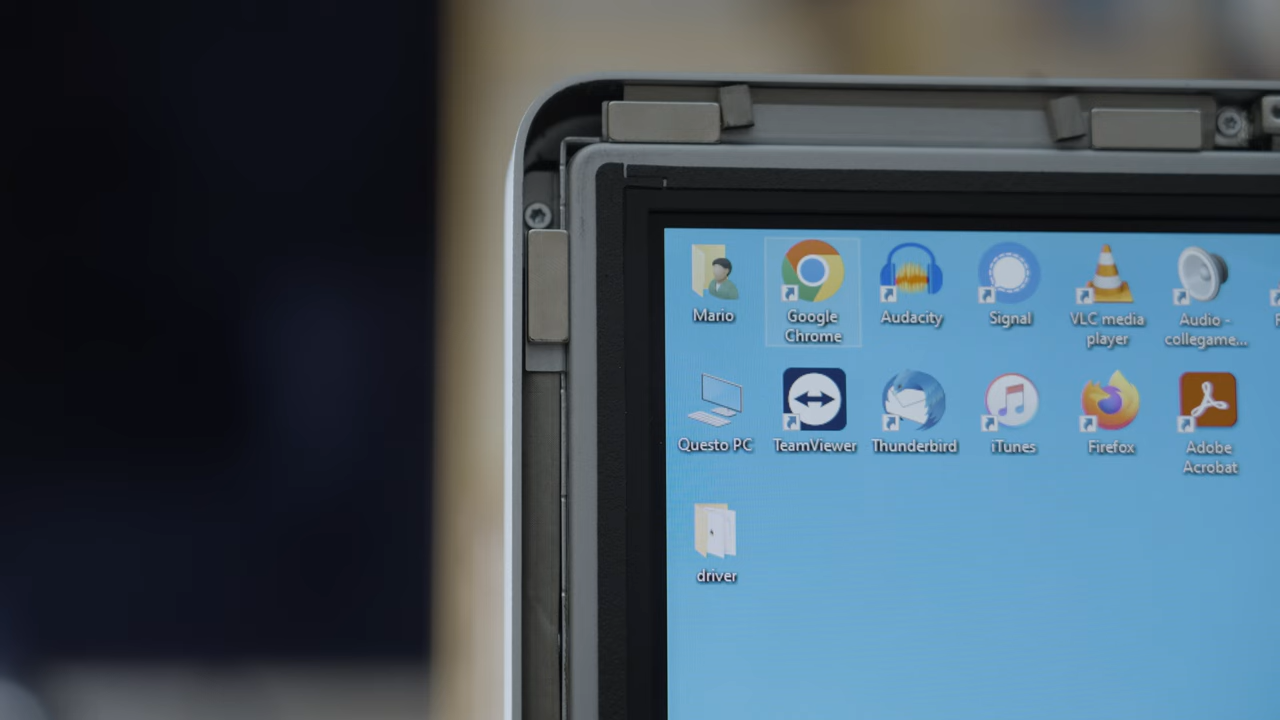 Mario
Google
Chrome
Audacity
Signal
VLC media
player
Audio -
collegame...
Questo PC
TeamViewer
Thunderbird
iTunes
Firefox
Adobe
Acrobat
driver